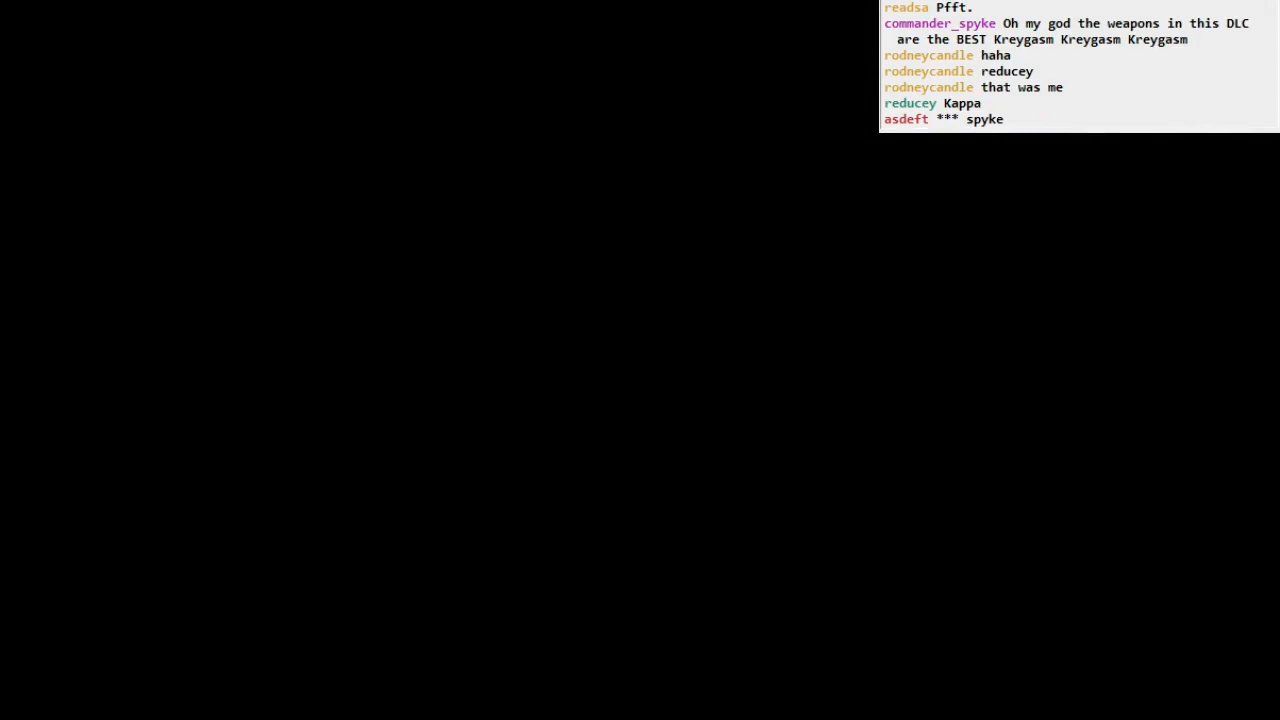 readsa Pfft.
commander_spyke Oh my god the weapons in this DLC
are the BEST Kreygasm Kreygasm Kreygasm
rodneycandle haha
rodneycandle reducey
rodneycandle that was me
reducey Kappa
asdeft *** spyke